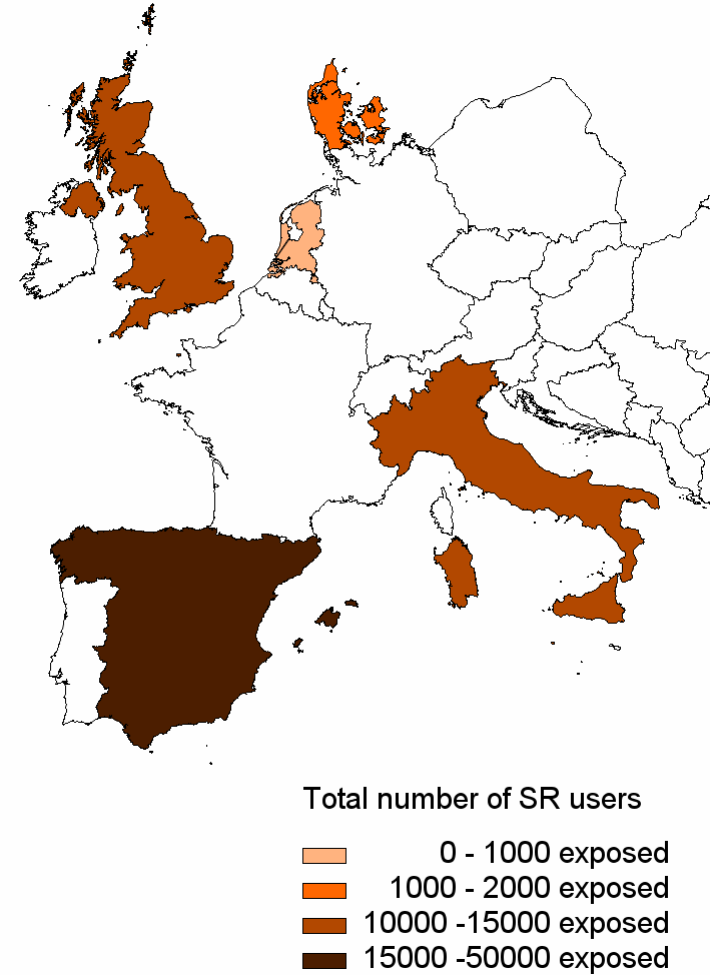 Total number of SR users
0 - 1000 exposed
1000 - 2000 exposed
10000 -15000 exposed
15000 -50000 exposed